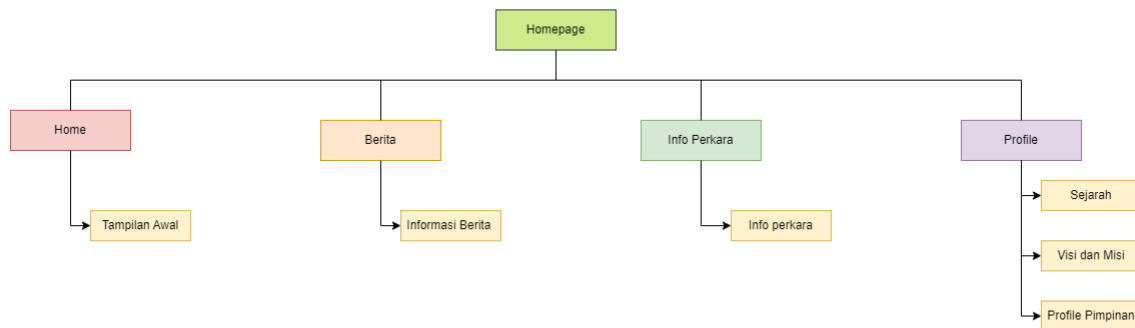 Homepage
Home
Berita
Info Perkara
Profile
Tampilan Awal
Informasi Berita
Info perkara
Sejarah
Visi dan Misi
Profile Pimpinan